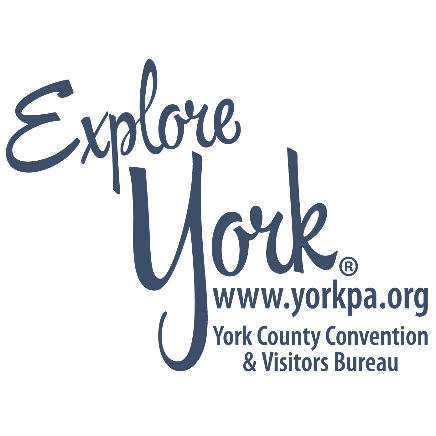 Explore
York®
www.yorkpa.org
York County Convention
& Visitors Bureau